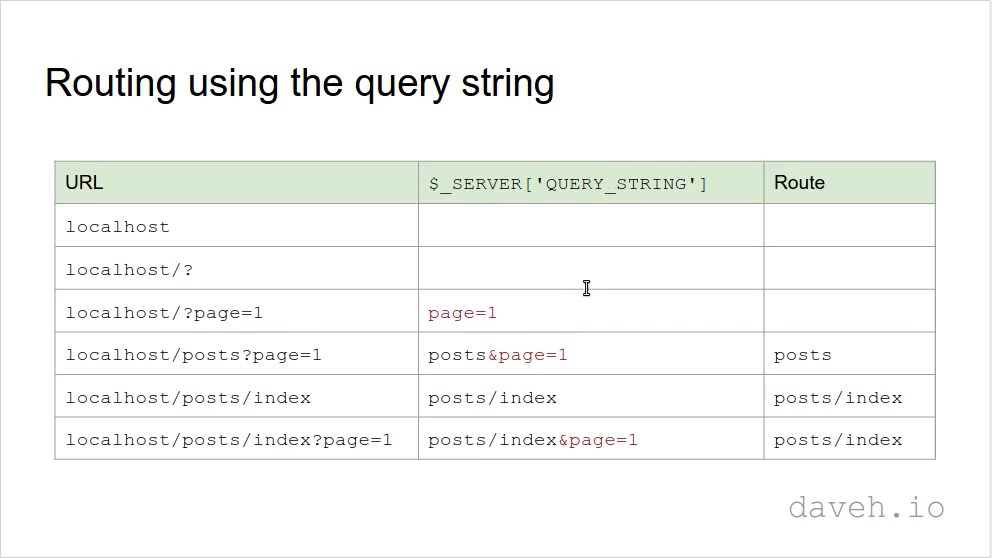 Routing using the query string
URL $_SERVER['QUERY_STRING'] Route
localhost
localhost/?
localhost/?page=1 page=1
localhost/posts?page=1 posts&page=1 posts
localhost/posts/index posts/index posts/index
localhost/posts/index?page=1 posts/index&page=1 posts/index
daveh.io